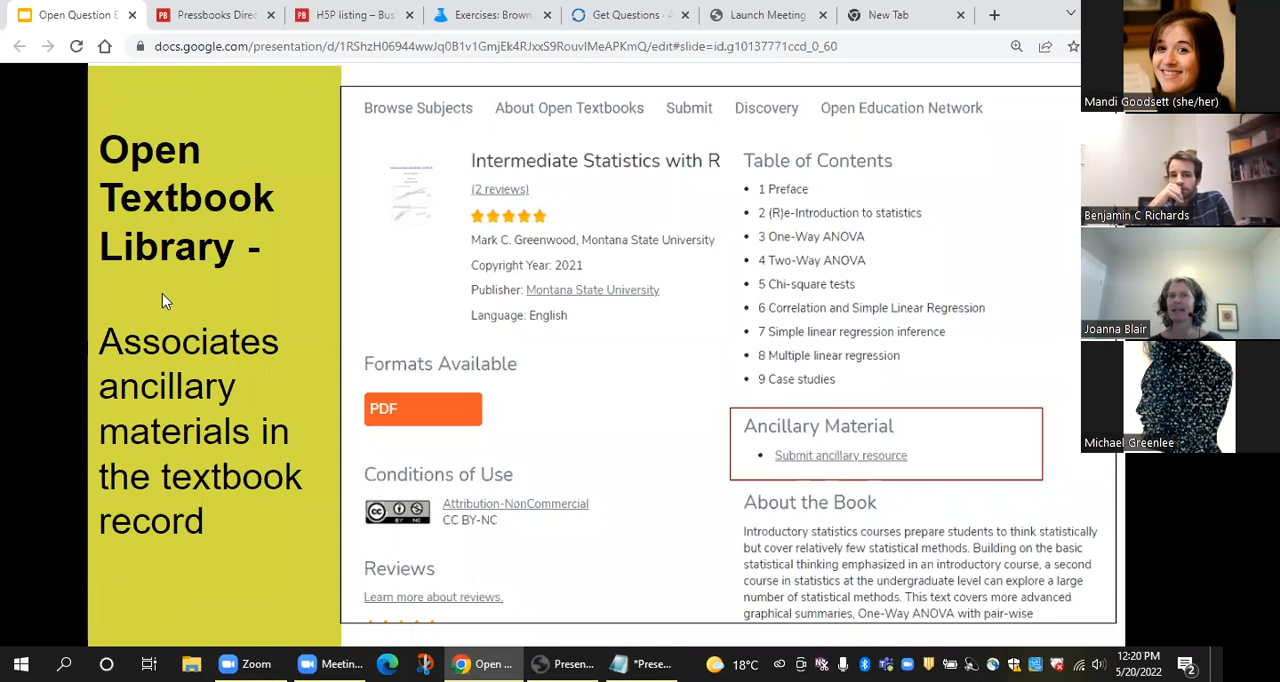 Open Question B
Pressbooks Direc
H5P listing – Bus
Exercises: Brown
Get Questions
Launch Meeting
New Tab
docs.google.com/presentation/d/1RShzH06944wwJq0B1v1GmjEk4RJxxS9RouvIMeAPKmQ/edit#slide=id.g10137771ccd_0_60
Open
Textbook
Library -
Associates
ancillary
materials in
the textbook
record
Browse Subjects
About Open Textbooks
Submit
Discovery
Open Education Network
Intermediate Statistics with R
(2 reviews)
Mark C. Greenwood, Montana State University
Copyright Year: 2021
Publisher: Montana State University
Language: English
Formats Available
PDF
Conditions of Use
Attribution-NonCommercial
CC BY-NC
cc
BY NC
Reviews
Learn more about reviews.
Table of Contents
1 Preface
2 (R)e-Introduction to statistics
3 One-Way ANOVA
4 Two-Way ANOVA
5 Chi-square tests
6 Correlation and Simple Linear Regression
7 Simple linear regression inference
8 Multiple linear regression
9 Case studies
Ancillary Material
Submit ancillary resource
About the Book
Introductory statistics courses prepare students to think statistically
but cover relatively few statistical methods. Building on the basic
statistical thinking emphasized in an introductory course, a second
course in statistics at the undergraduate level can explore a large
number of statistical methods. This text covers more advanced
graphical summaries, One-Way ANOVA with pair-wise
Mandi Goodsett (she/her)
Benjamin C Richards
Joanna Blair
Michael Greenlee
Zoom
Meetin...
Open ...
Presen...
*Prese...
18°C
12:20 PM
5/20/2022
2